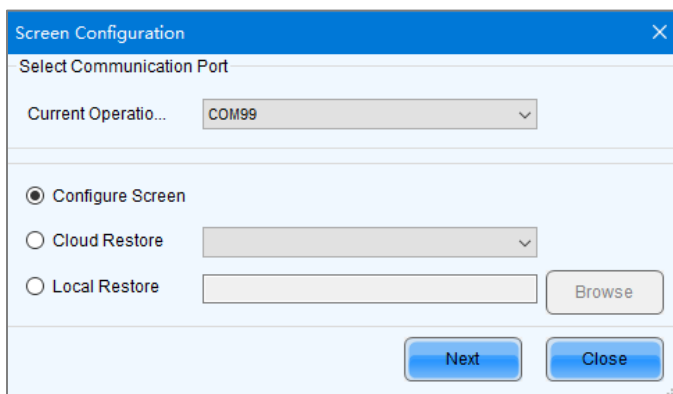 Screen Configuration
Select Communication Port
Current Operatio... COM99
Configure Screen
Cloud Restore
Local Restore Browse
Next Close